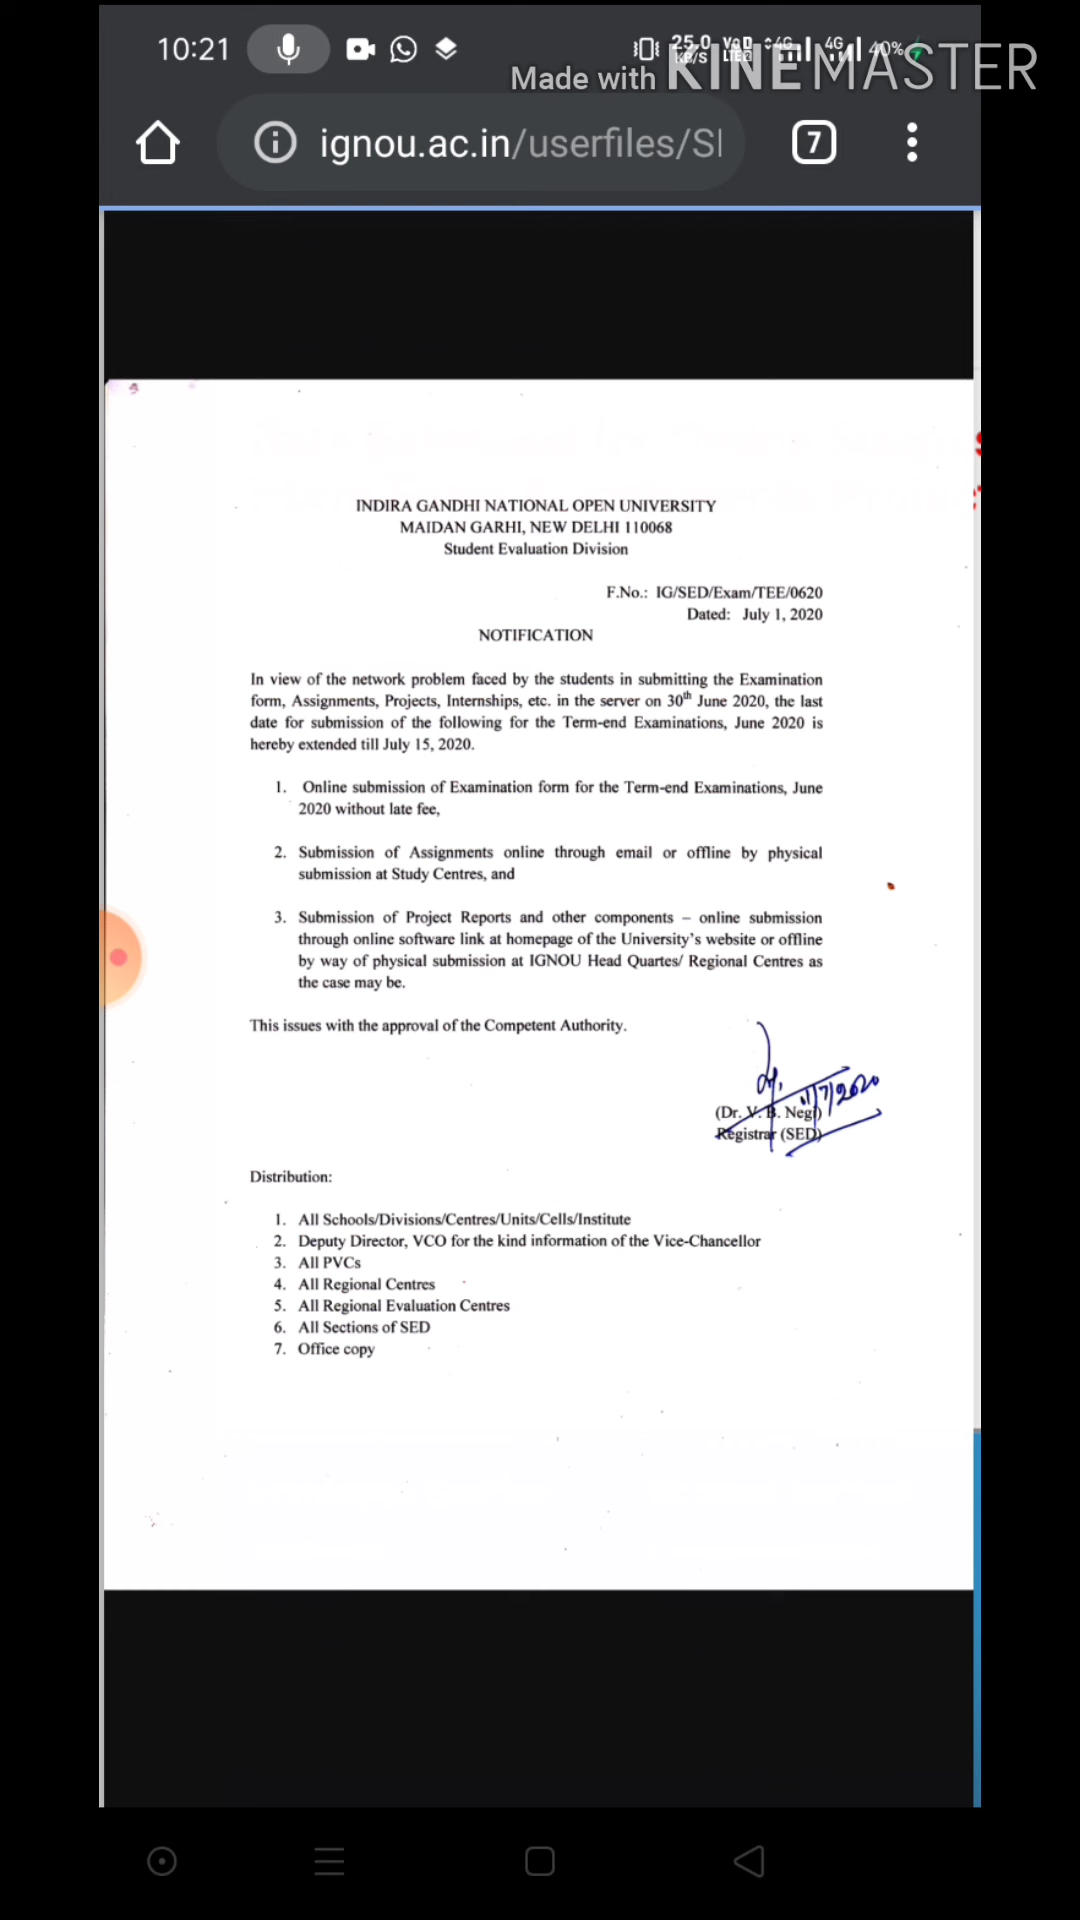 10:21
25.0 KB/S
4G
4G
40%
Made with KINEMASTER
ignou.ac.in/userfiles/SI
7
INDIRA GANDHI NATIONAL OPEN UNIVERSITY
MAIDAN GARHI, NEW DELHI 110068
Student Evaluation Division
F.No.: IG/SED/Exam/TEE/0620
Dated: July 1, 2020
NOTIFICATION
In view of the network problem faced by the students in submitting the Examination
form, Assignments, Projects, Internships, etc. in the server on 30th June 2020, the last
date for submission of the following for the Term-end Examinations, June 2020 is
hereby extended till July 15, 2020.
1. Online submission of Examination form for the Term-end Examinations, June
2020 without late fee,
2. Submission of Assignments online through email or offline by physical
submission at Study Centres, and
3. Submission of Project Reports and other components – online submission
through online software link at homepage of the University's website or offline
by way of physical submission at IGNOU Head Quartes/ Regional Centres as
the case may be.
This issues with the approval of the Competent Authority.
1/7/2020
(Dr. V. B. Negi)
Registrar (SED)
Distribution:
1. All Schools/Divisions/Centres/Units/Cells/Institute
2. Deputy Director, VCO for the kind information of the Vice-Chancellor
3. All PVCs
4. All Regional Centres
5. All Regional Evaluation Centres
6. All Sections of SED
7. Office copy